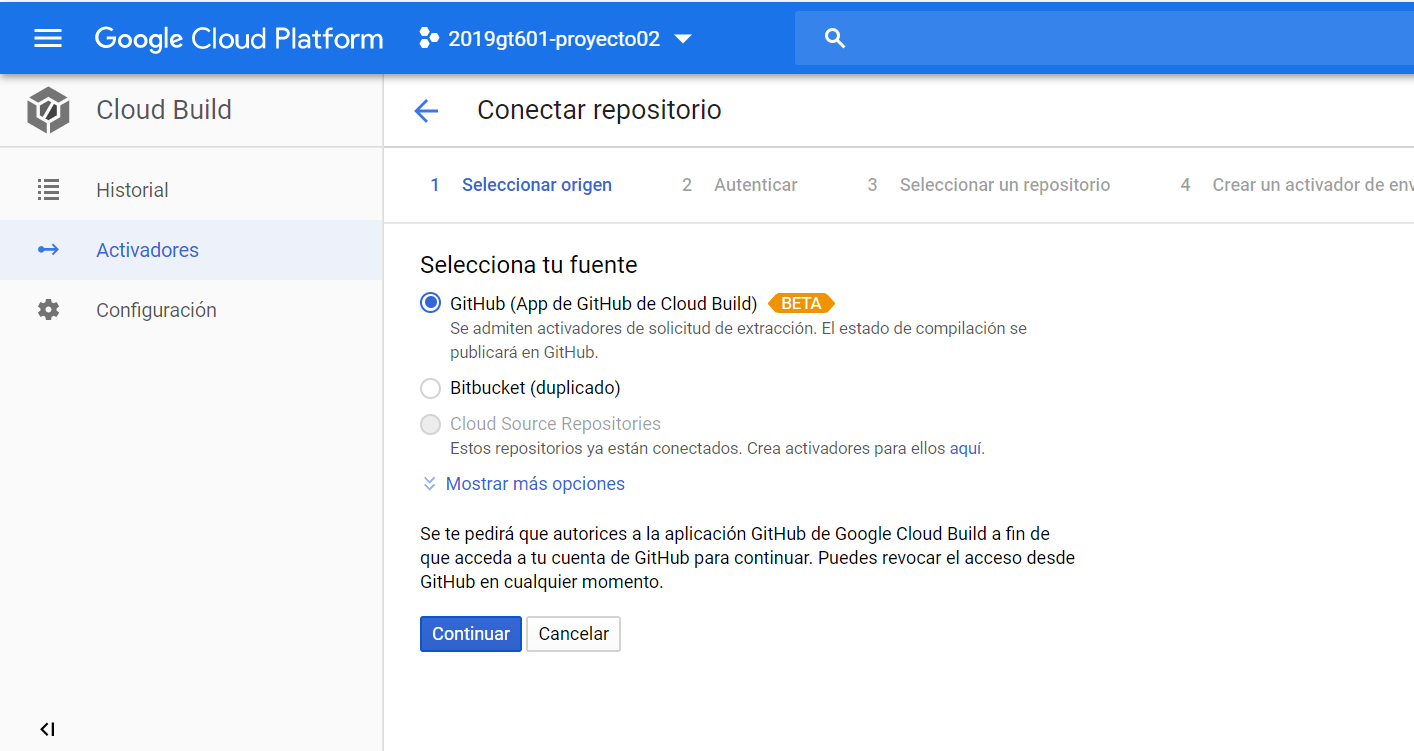 Google Cloud Platform
2019gt601-proyecto02
Cloud Build
Conectar repositorio
Historial
Activadores
Configuración
1 Seleccionar origen
2 Autenticar
3 Seleccionar un repositorio
4 Crear un activador de env
Selecciona tu fuente
GitHub (App de GitHub de Cloud Build) BETA
Se admiten activadores de solicitud de extracción. El estado de compilación se
publicará en GitHub.
Bitbucket (duplicado)
Cloud Source Repositories
Estos repositorios ya están conectados. Crea activadores para ellos aquí.
Mostrar más opciones
Se te pedirá que autorices a la aplicación GitHub de Google Cloud Build a fin de
que acceda a tu cuenta de GitHub para continuar. Puedes revocar el acceso desde
GitHub en cualquier momento.
Continuar Cancelar